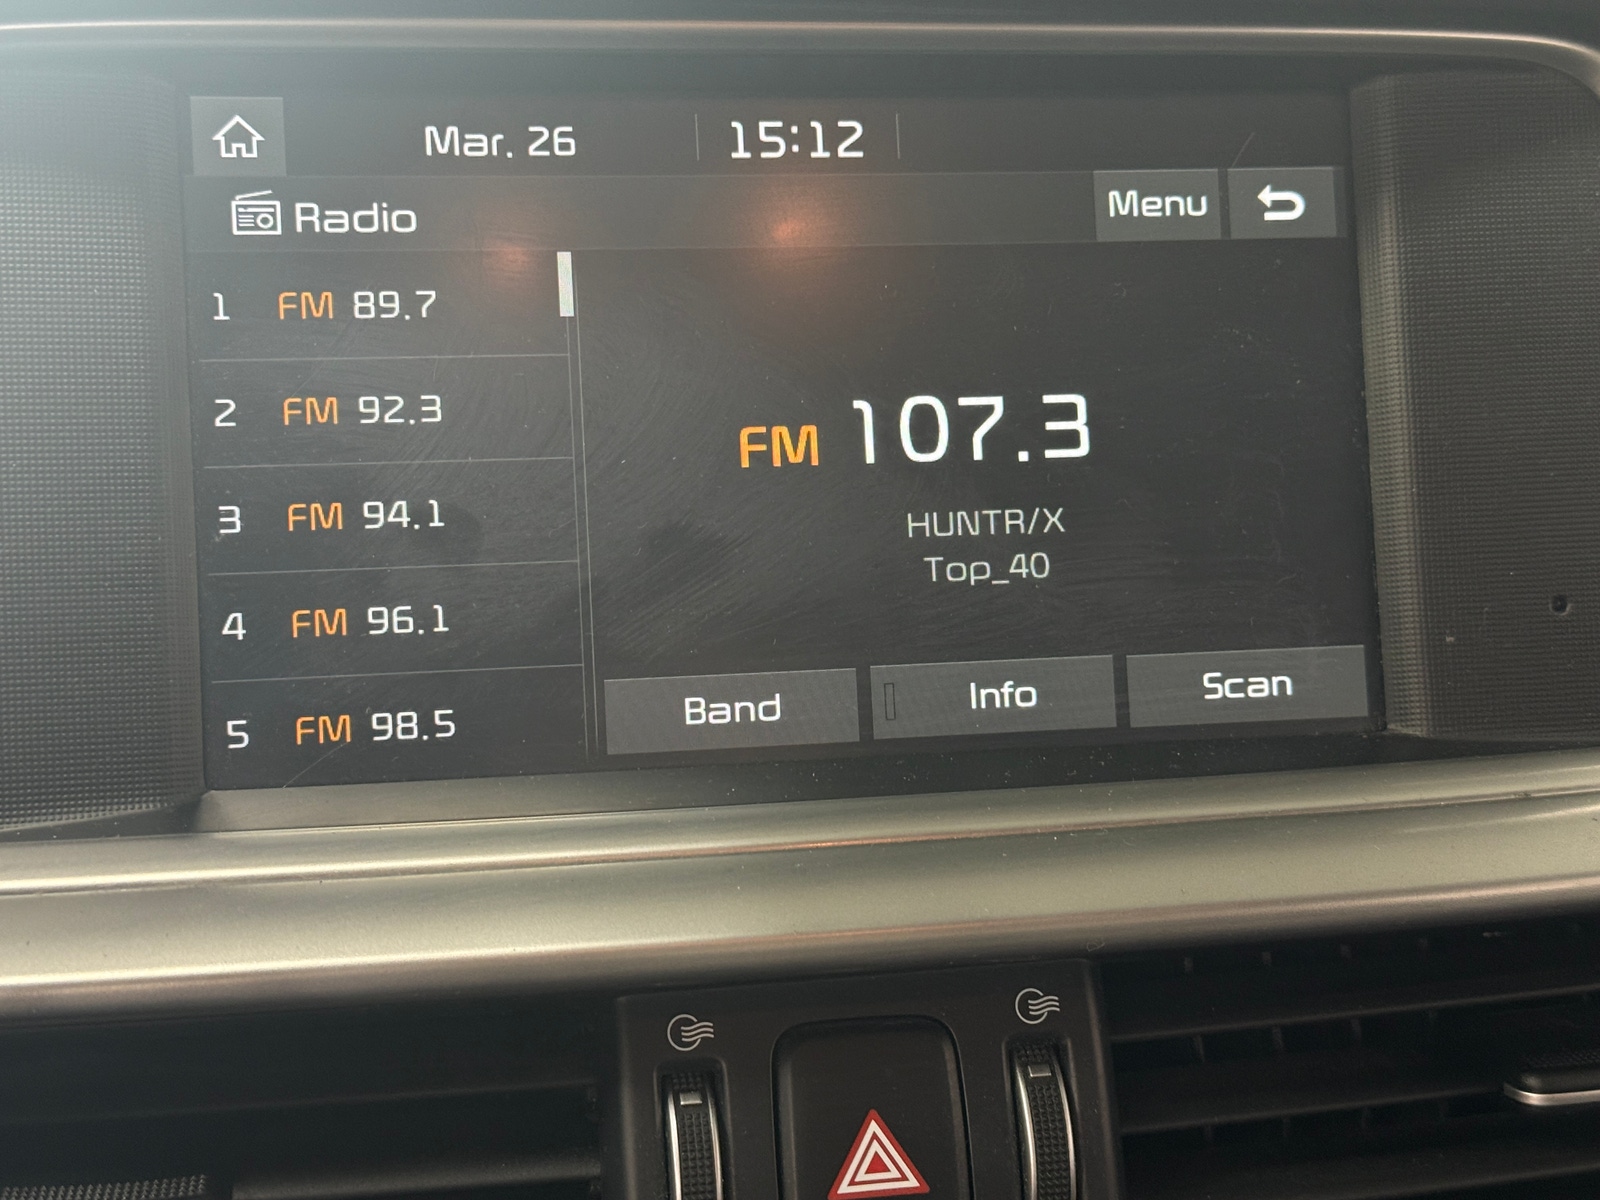 Mar. 26 15:12
Radio
Menu
1 FM 89.7
2 FM 92.3
3 FM 94.1
4 FM 96.1
5 FM 98.5
FM 107.3
HUNTR/X
Top_40
Band Info Scan